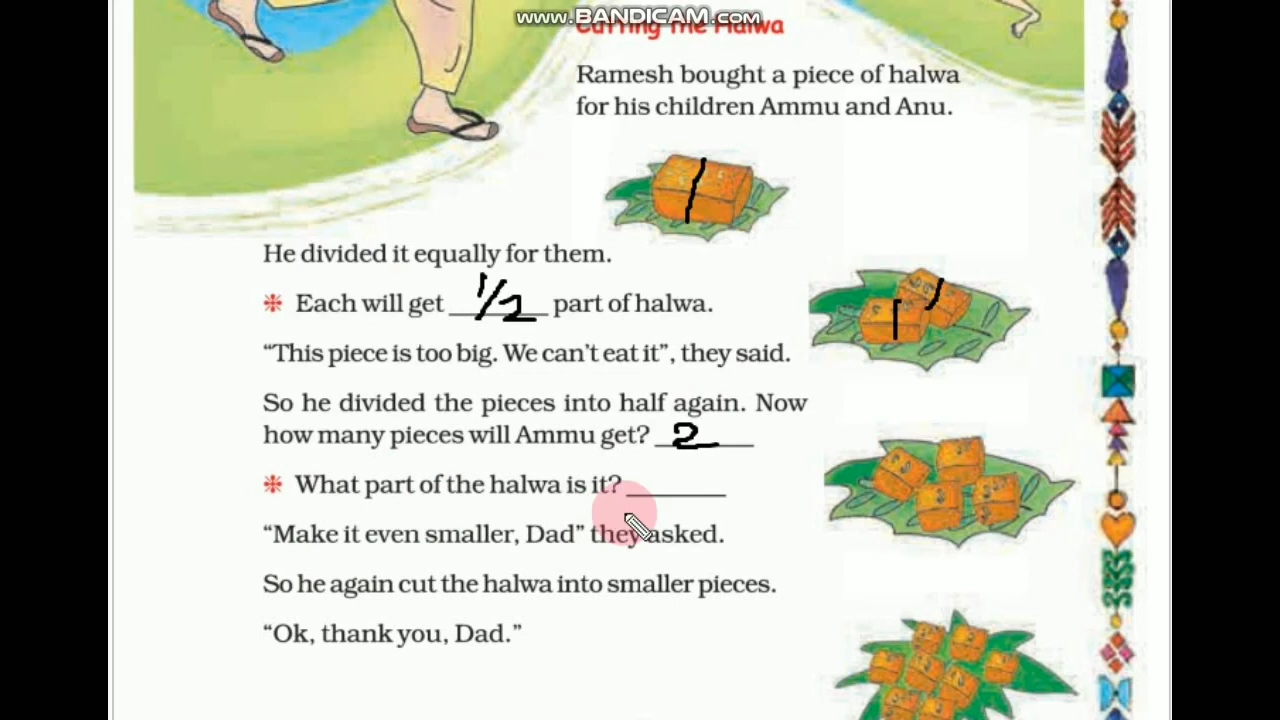 www.BANDICAM.com
Cutting the Halwa
Ramesh bought a piece of halwa
for his children Ammu and Anu.
He divided it equally for them.
❉ Each will get 1/2 part of halwa.
“This piece is too big. We can’t eat it”, they said.
So he divided the pieces into half again. Now
how many pieces will Ammu get? 2
❉ What part of the halwa is it? ________
“Make it even smaller, Dad” they asked.
So he again cut the halwa into smaller pieces.
“Ok, thank you, Dad.”